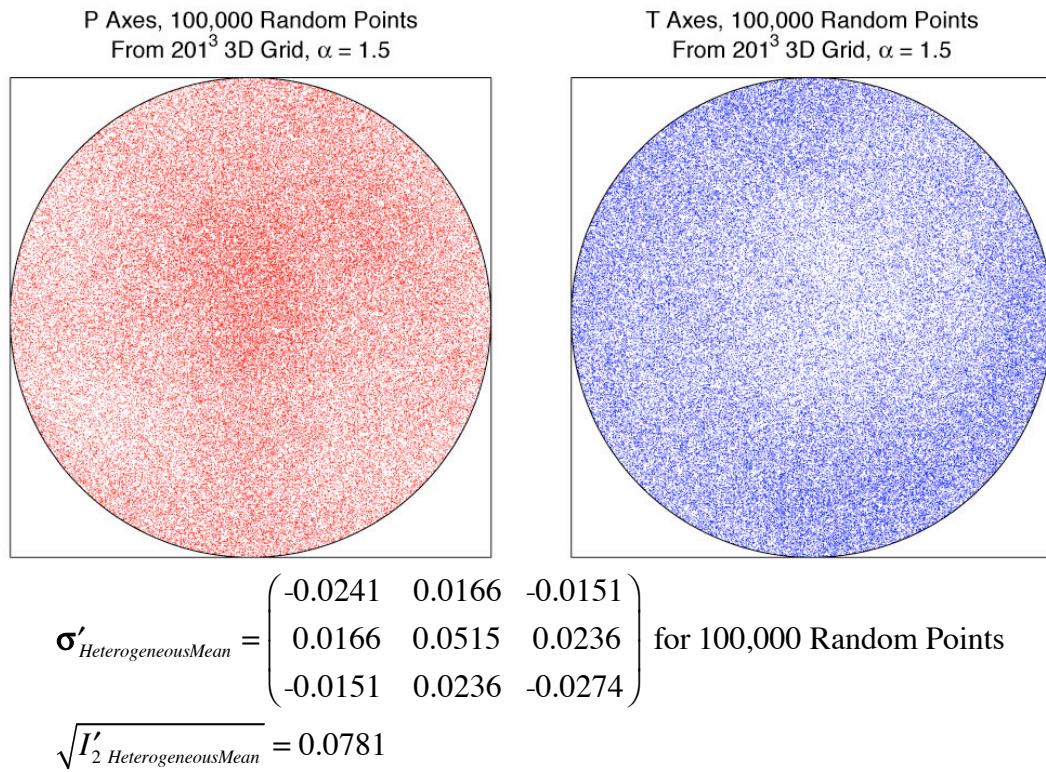 P Axes, 100,000 Random Points
From 201³ 3D Grid, α = 1.5
T Axes, 100,000 Random Points
From 201³ 3D Grid, α = 1.5
-0.0241 0.0166 -0.0151
σ′HeterogeneousMean = 0.0166 0.0515 0.0236 for 100,000 Random Points
-0.0151 0.0236 -0.0274
√I′2 HeterogeneousMean = 0.0781